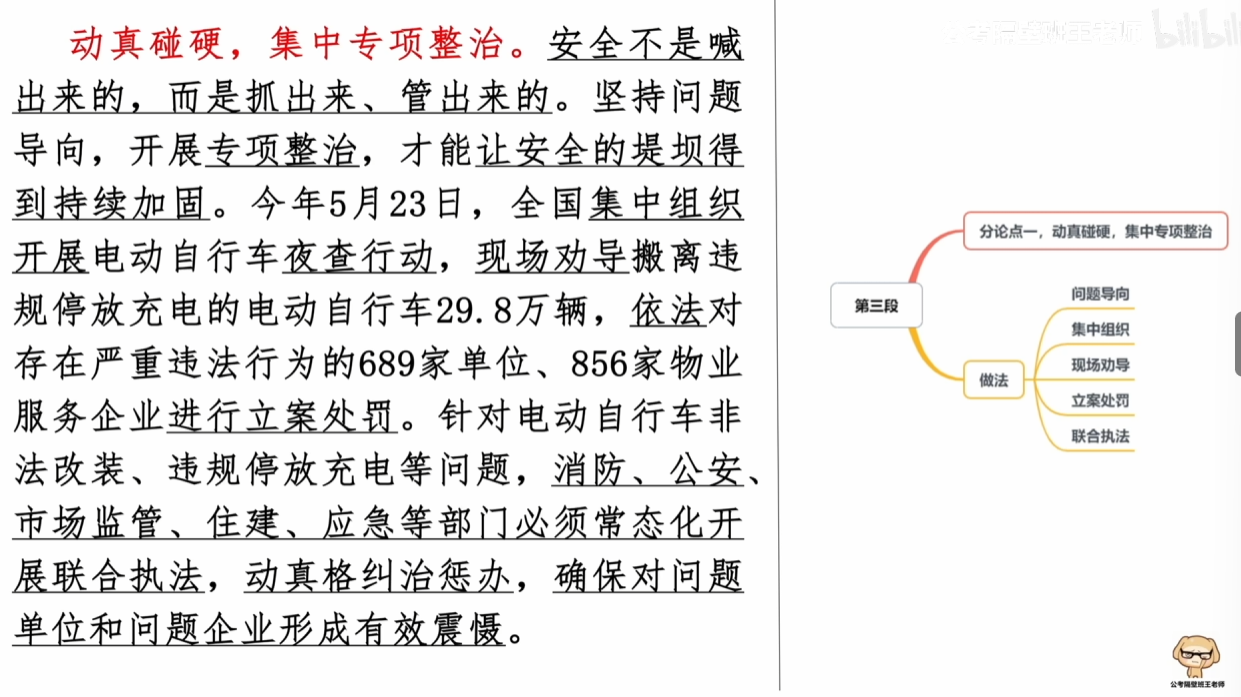 动真碰硬，集中专项整治。安全不是喊
出来的，而是抓出来、管出来的。坚持问题
导向，开展专项整治，才能让安全的堤坝得
到持续加固。今年5月23日，全国集中组织
开展电动自行车夜查行动，现场劝导搬离违
规停放充电的电动自行车29.8万辆，依法对
存在严重违法行为的689家单位、856家物业
服务企业进行立案处罚。针对电动自行车非
法改装、违规停放充电等问题，消防、公安、
市场监管、住建、应急等部门必须常态化开
展联合执法，动真格纠治惩办，确保对问题
单位和问题企业形成有效震慑。
公考隔壁班王老师
bilibili
分论点一，动真碰硬，集中专项整治
第三段
做法
问题导向
集中组织
现场劝导
立案处罚
联合执法
公考隔壁班王老师